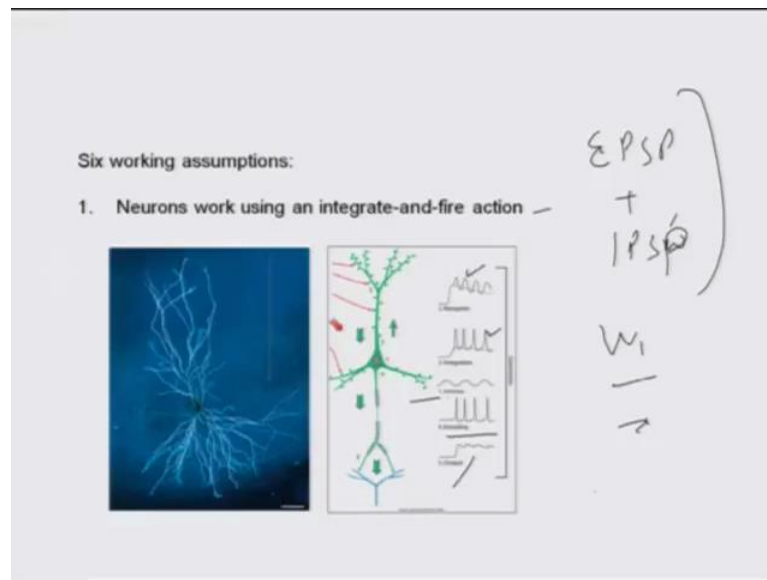 Six working assumptions:
1. Neurons work using an integrate-and-fire action
EPSP
+
IPSP
W1